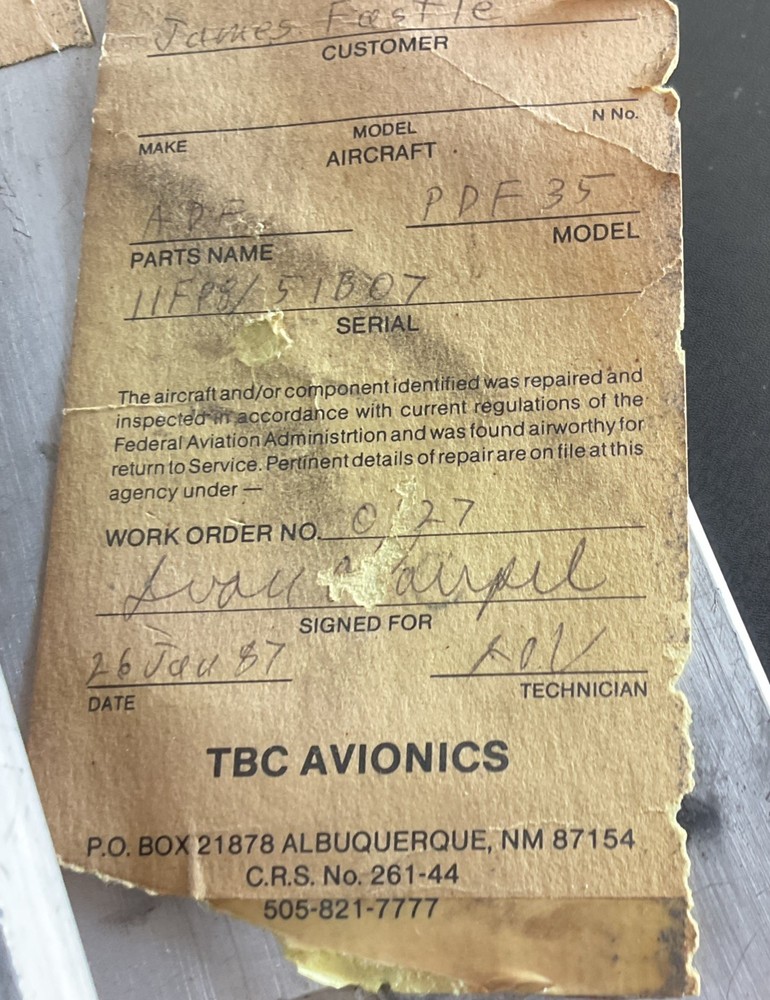 James Fastle
CUSTOMER
MAKE MODEL N No.
AIRCRAFT
ADF PDF 35
PARTS NAME MODEL
SERIAL
The aircraft and/or component identified was repaired and
inspected in accordance with current regulations of the
Federal Aviation Administrtion and was found airworthy for
return to Service. Pertinent details of repair are on file at this
agency under —
WORK ORDER NO.
SIGNED FOR
26 Jan 87
DATE TECHNICIAN
TBC AVIONICS
P.O. BOX 21878 ALBUQUERQUE, NM 87154
C.R.S. No. 261-44
505-821-7777